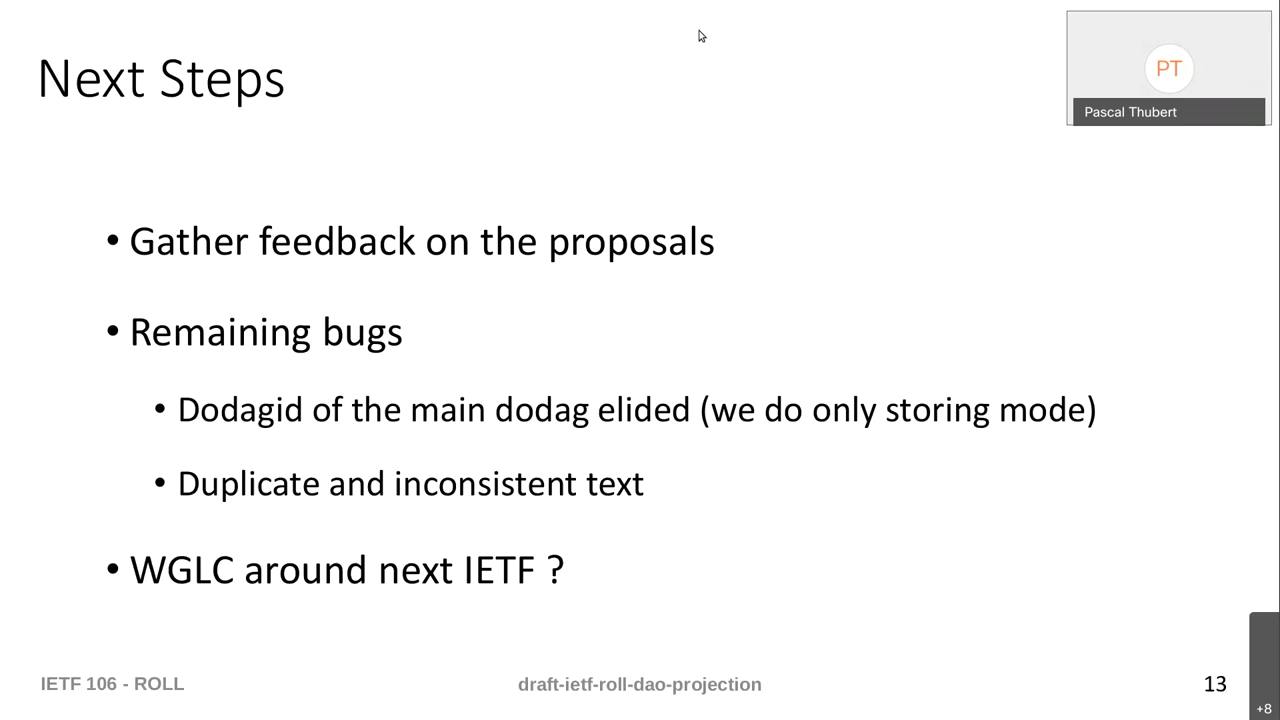 Next Steps
PT
Pascal Thubert
• Gather feedback on the proposals
• Remaining bugs
• Dodagid of the main dodag elided (we do only storing mode)
• Duplicate and inconsistent text
• WGLC around next IETF ?
IETF 106 - ROLL
draft-ietf-roll-dao-projection
13
+8